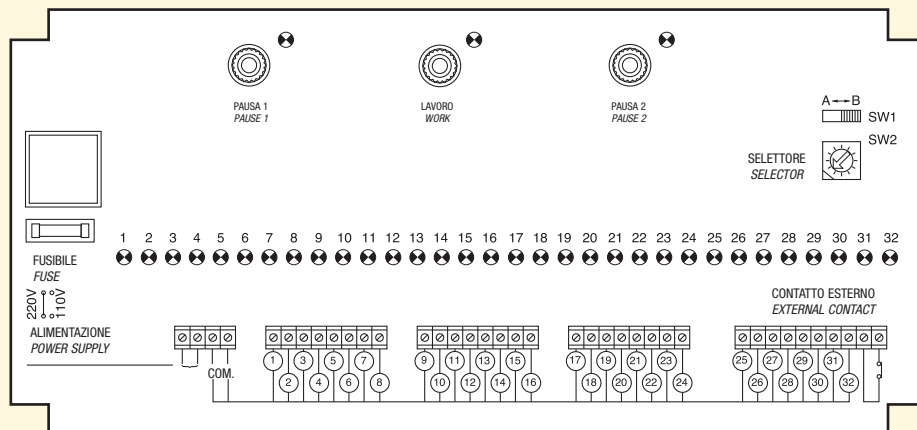 PAUSA 1
PAUSE 1
LAVORO
WORK
PAUSA 2
PAUSE 2
A B
SW1
SW2
SELETTORE
SELECTOR
1 2 3 4 5 6 7 8 9 10 11 12 13 14 15 16 17 18 19 20 21 22 23 24 25 26 27 28 29 30 31 32
FUSIBILE
FUSE
220V 110V
ALIMENTAZIONE
POWER SUPPLY
CONTATTO ESTERNO
EXTERNAL CONTACT
COM.
1 3 5 7 9 11 13 15 17 19 21 23 25 27 29 31
2 4 6 8 10 12 14 16 18 20 22 24 26 28 30 32